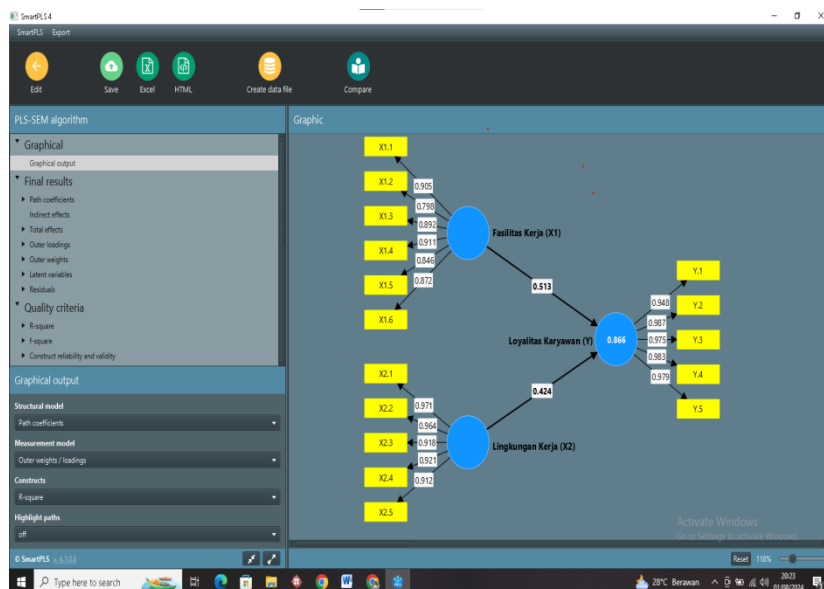 SmartPLS 4
SmartPLS Export
Edit Save Excel HTML Create data file Compare
PLS-SEM algorithm
Graphical
Graphical output
Final results
Path coefficients
Indirect effects
Total effects
Outer loadings
Outer weights
Latent variables
Residuals
Quality criteria
R-square
f-square
Construct reliability and validity
Graphical output
Structural model
Path coefficients
Measurement model
Outer weights / loadings
Constructs
R-square
Highlight paths
off
© SmartPLS v. 4.1.0.6
Graphic
X1.1
X1.2
X1.3
X1.4
X1.5
X1.6
0.905
0.798
0.892
0.911
0.846
0.872
Fasilitas Kerja (X1)
0.513
X2.1
X2.2
X2.3
X2.4
X2.5
0.971
0.964
0.918
0.921
0.912
Lingkungan Kerja (X2)
0.424
Loyalitas Karyawan (Y)
0.866
0.948
0.987
0.975
0.983
0.979
Y.1
Y.2
Y.3
Y.4
Y.5
Activate Windows
Go to Settings to activate Windows.
Reset 118%
Type here to search
28°C Berawan
20:23
01/08/2024